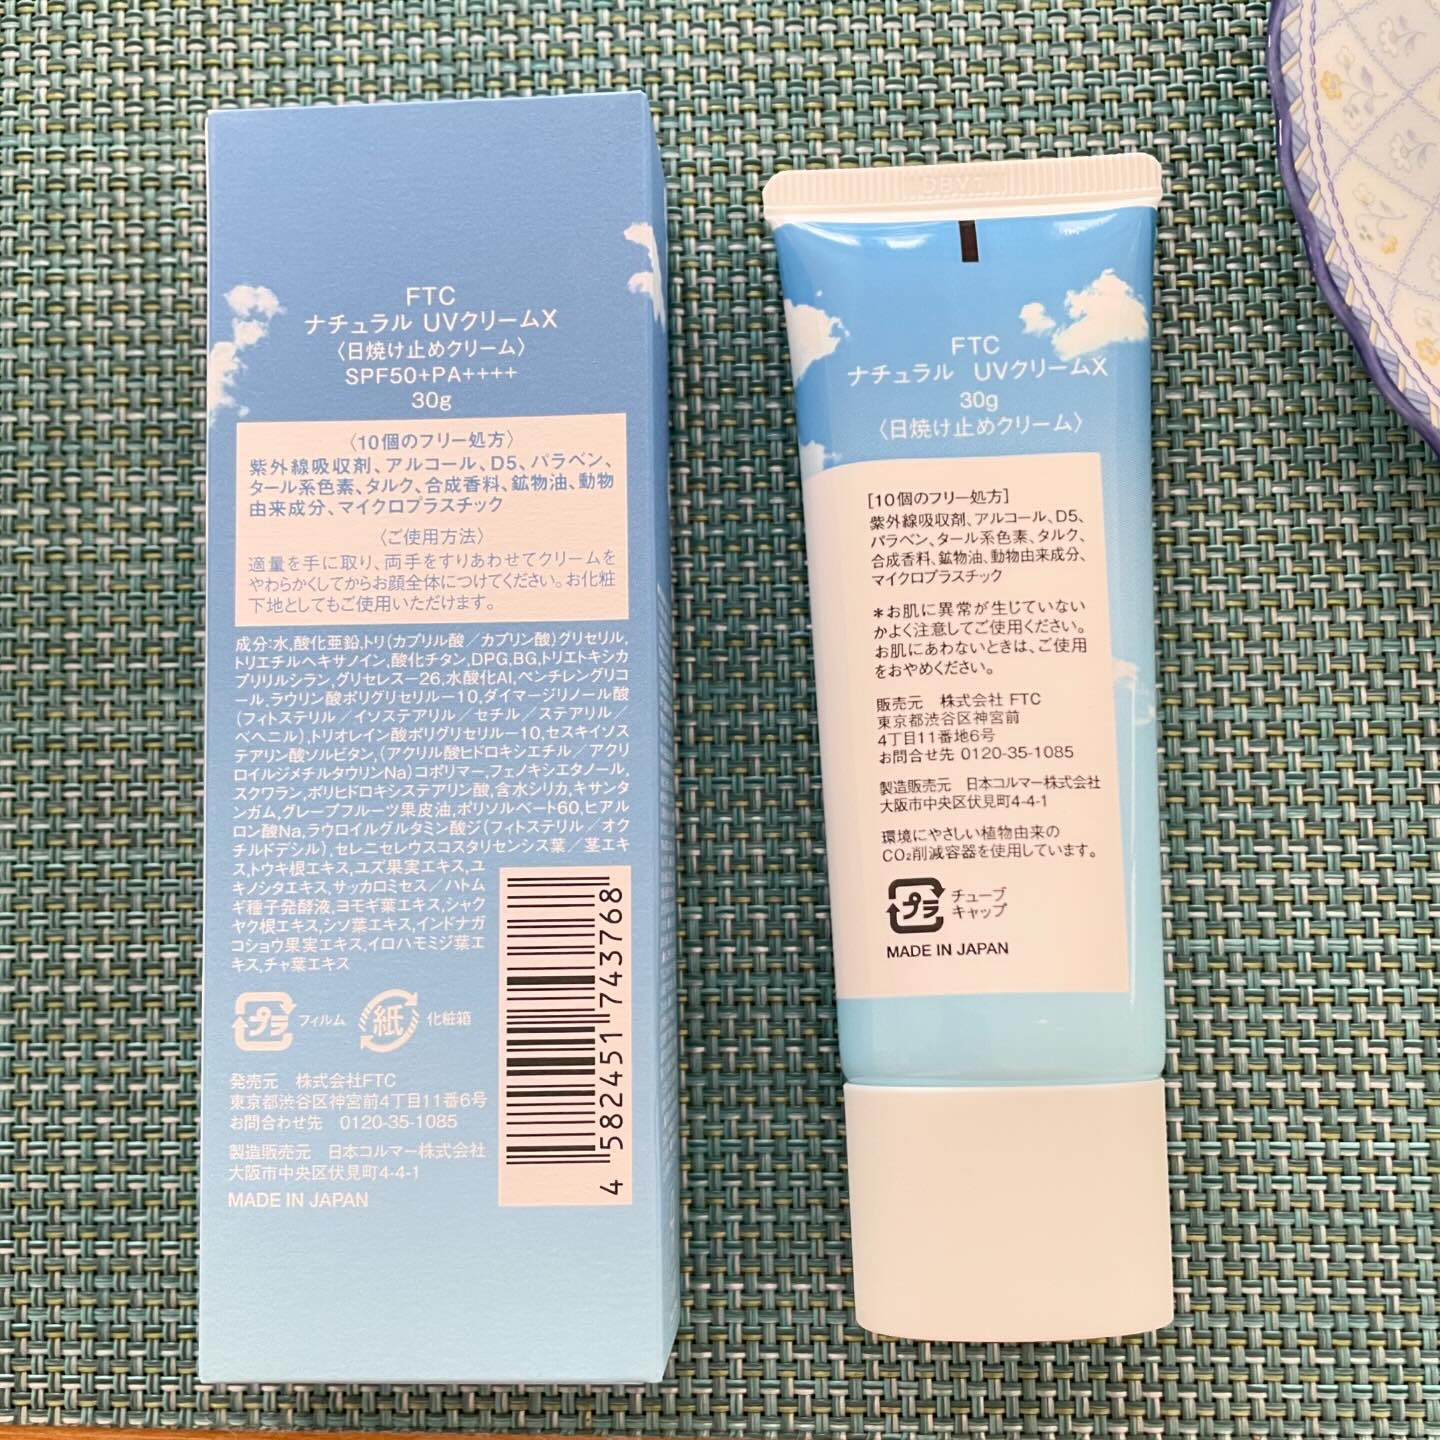 FTC
ナチュラル UVクリームX
〈日焼け止めクリーム〉
SPF50+PA++++
30g
〈10個のフリー処方〉
紫外線吸収剤、アルコール、D5、パラベン、
タール系色素、タルク、合成香料、鉱物油、動物
由来成分、マイクロプラスチック
〈ご使用方法〉
適量を手に取り、両手をすりあわせてクリームを
やわらかくしてからお顔全体につけてください。お化粧
下地としてもご使用いただけます。
成分:水,酸化亜鉛,トリ(カプリル酸/カプリン酸)グリセリル,
トリエチルヘキサノイン,酸化チタン,DPG,BG,トリエトキシカ
プリリルシラン,グリセレス-26,水酸化Al,ペンチレングリコ
ール,ラウリン酸ポリグリセリル-10,ダイマージリノール酸
(フィトステリル/イソステアリル/セチル/ステアリル/
ベヘニル),トリオレイン酸ポリグリセリル-10,セスキイソス
テアリン酸ソルビタン,(アクリル酸ヒドロキシエチル/アクリ
ロイルジメチルタウリンNa)コポリマー,フェノキシエタノール,
スクワラン,ポリヒドロキシステアリン酸,含水シリカ,キサンタ
ンガム,グレープフルーツ果皮油,ポリソルベート60,ヒアル
ロン酸Na,ラウロイルグルタミン酸ジ(フィトステリル/オク
チルドデシル),セレニセレウスコスタリセンシス葉/茎エキ
ス,トウキ根エキス,ユズ果実エキス,ユ
キノシタエキス,サッカロミセス/ハトム
ギ種子発酵液,ヨモギ葉エキス,シャク
ヤク根エキス,シソ葉エキス,インドナガ
コショウ果実エキス,イロハモミジ葉エ
キス,チャ葉エキス
プラ フィルム 紙 化粧箱
発売元 株式会社FTC
東京都渋谷区神宮前4丁目11番6号
お問合わせ先 0120-35-1085
製造販売元 日本コルマー株式会社
大阪市中央区伏見町4-4-1
MADE IN JAPAN
4 582451 743768
FTC
ナチュラル UVクリームX
30g
〈日焼け止めクリーム〉
[10個のフリー処方]
紫外線吸収剤、アルコール、D5、
パラベン、タール系色素、タルク、
合成香料、鉱物油、動物由来成分、
マイクロプラスチック
*お肌に異常が生じていない
かよく注意してご使用ください。
お肌にあわないときは、ご使用
をおやめください。
販売元 株式会社 FTC
東京都渋谷区神宮前
4丁目11番地6号
お問合せ先 0120-35-1085
製造販売元 日本コルマー株式会社
大阪市中央区伏見町4-4-1
環境にやさしい植物由来の
CO₂削減容器を使用しています。
プラ チューブ
キャップ
MADE IN JAPAN